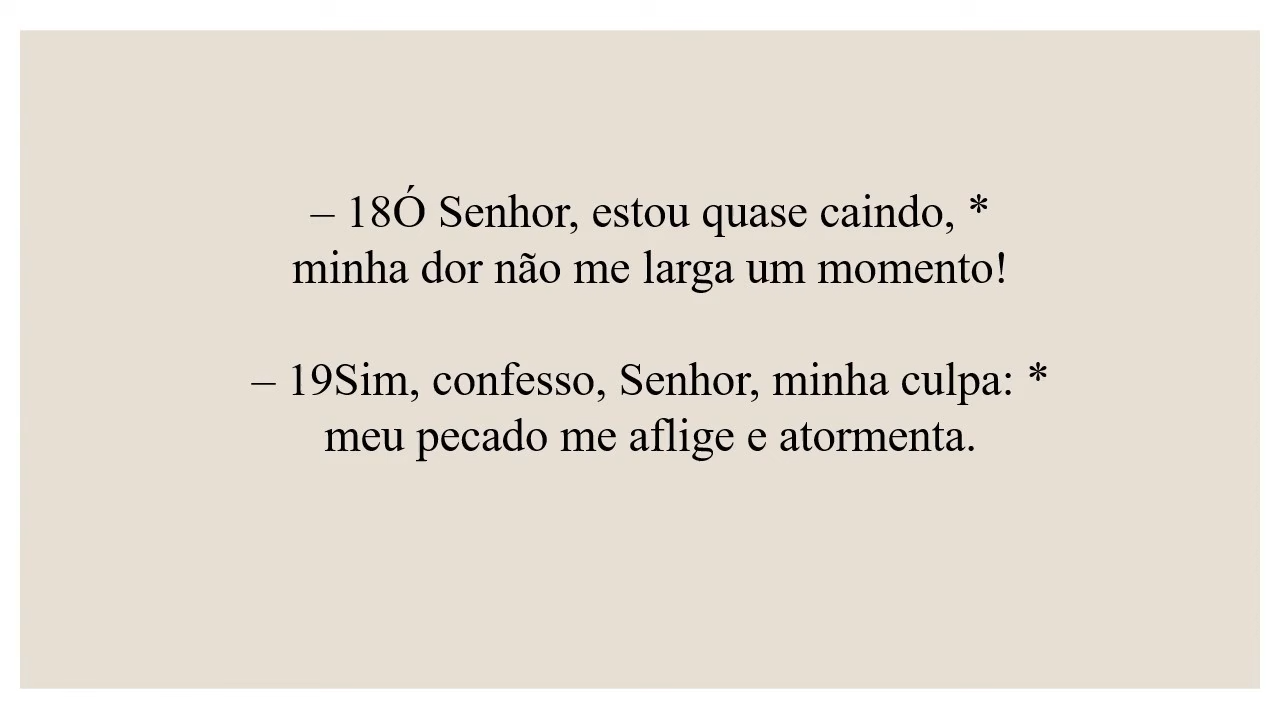 – 18Ó Senhor, estou quase caindo, *
minha dor não me larga um momento!
– 19Sim, confesso, Senhor, minha culpa: *
meu pecado me aflige e atormenta.